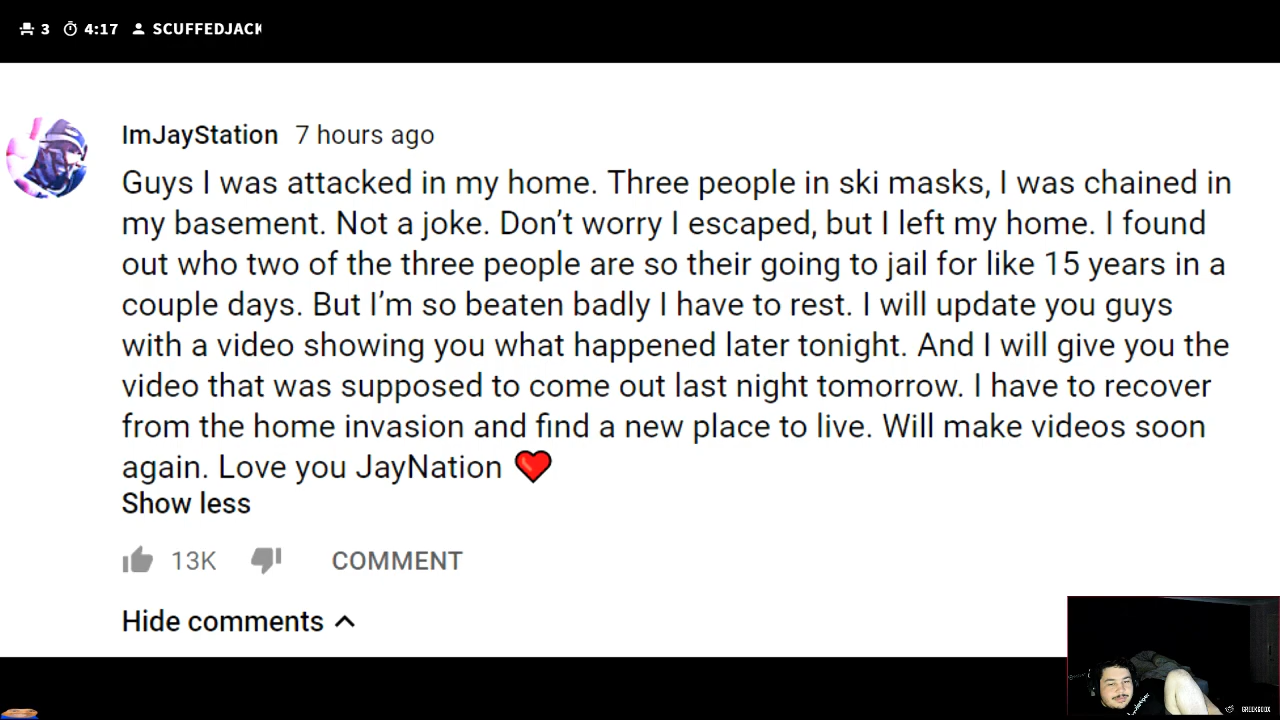 3 4:17 SCUFFEDJACK
ImJayStation 7 hours ago
Guys I was attacked in my home. Three people in ski masks, I was chained in
my basement. Not a joke. Don’t worry I escaped, but I left my home. I found
out who two of the three people are so their going to jail for like 15 years in a
couple days. But I’m so beaten badly I have to rest. I will update you guys
with a video showing you what happened later tonight. And I will give you the
video that was supposed to come out last night tomorrow. I have to recover
from the home invasion and find a new place to live. Will make videos soon
again. Love you JayNation ❤️
Show less
13K COMMENT
Hide comments